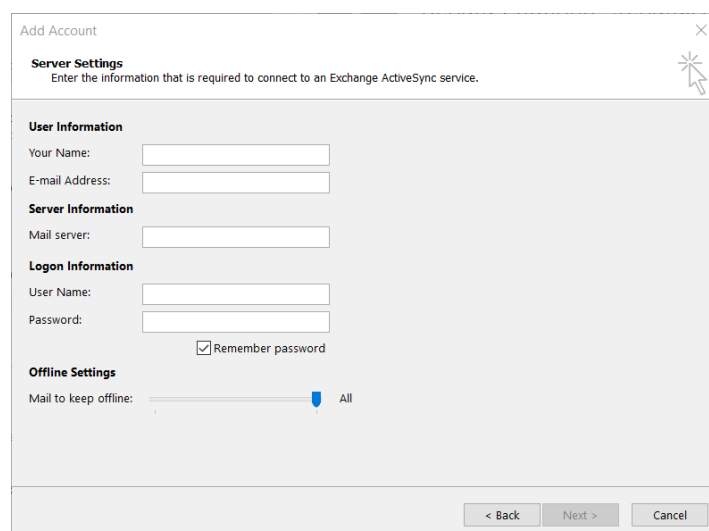 Add Account
Server Settings
Enter the information that is required to connect to an Exchange ActiveSync service.
User Information
Your Name:
E-mail Address:
Server Information
Mail server:
Logon Information
User Name:
Password:
Remember password
Offline Settings
Mail to keep offline: All
< Back Next > Cancel